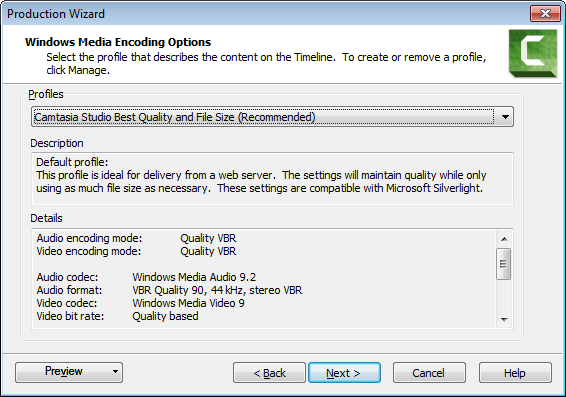 Production Wizard
Windows Media Encoding Options
Select the profile that describes the content on the Timeline. To create or remove a profile,
click Manage.
Profiles
Camtasia Studio Best Quality and File Size (Recommended)
Description
Default profile:
This profile is ideal for delivery from a web server. The settings will maintain quality while only
using as much file size as necessary. These settings are compatible with Microsoft Silverlight.
Details
Audio encoding mode: Quality VBR
Video encoding mode: Quality VBR
Audio codec: Windows Media Audio 9.2
Audio format: VBR Quality 90, 44 kHz, stereo VBR
Video codec: Windows Media Video 9
Video bit rate: Quality based
Preview < Back Next > Cancel Help